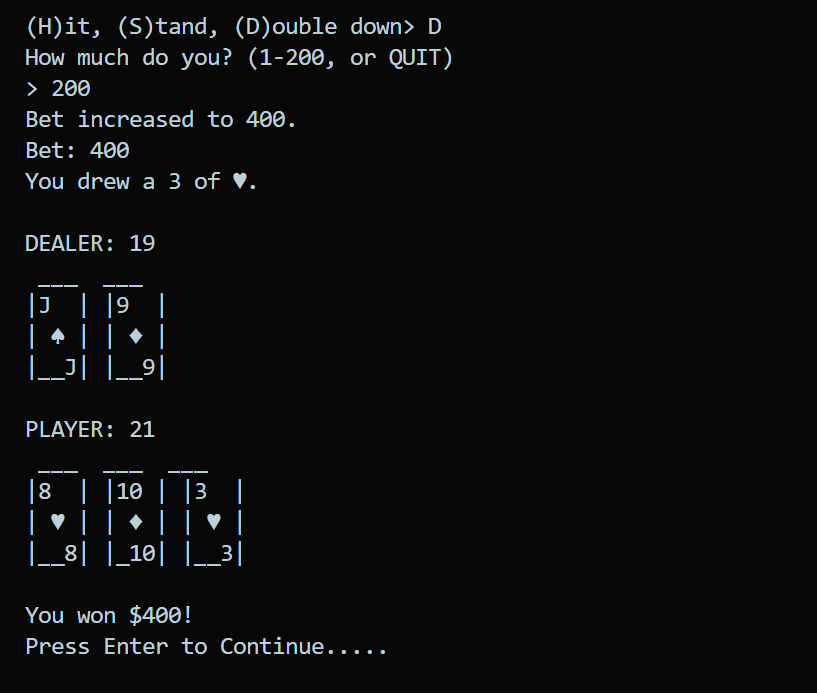 (H)it, (S)tand, (D)ouble down> D
How much do you? (1-200, or QUIT)
> 200
Bet increased to 400.
Bet: 400
You drew a 3 of ♥.
DEALER: 19
 ___  ___
|J  | |9  |
| ♠ | | ♦ |
|__J| |__9|
PLAYER: 21
 ___  ___  ___
|8  | |10 | |3  |
| ♥ | | ♦ | | ♥ |
|__8| |_10| |__3|
You won $400!
Press Enter to Continue.....